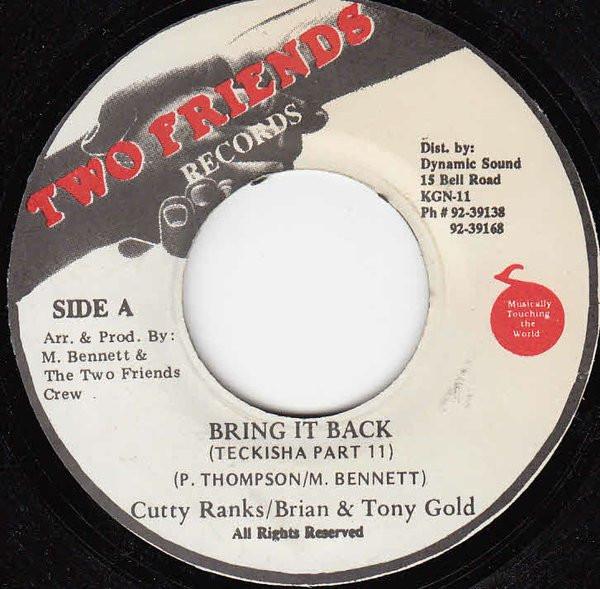 TWO FRIENDS
RECORDS
Dist. by:
Dynamic Sound
15 Bell Road
KGN-11
Ph # 92-39138
92-39168
SIDE A
Arr. & Prod. By:
M. Bennett &
The Two Friends
Crew
"Musically
Touching
the
World"
BRING IT BACK
(TECKISHA PART 11)
(P. THOMPSON/M. BENNETT)
Cutty Ranks/Brian & Tony Gold
All Rights Reserved